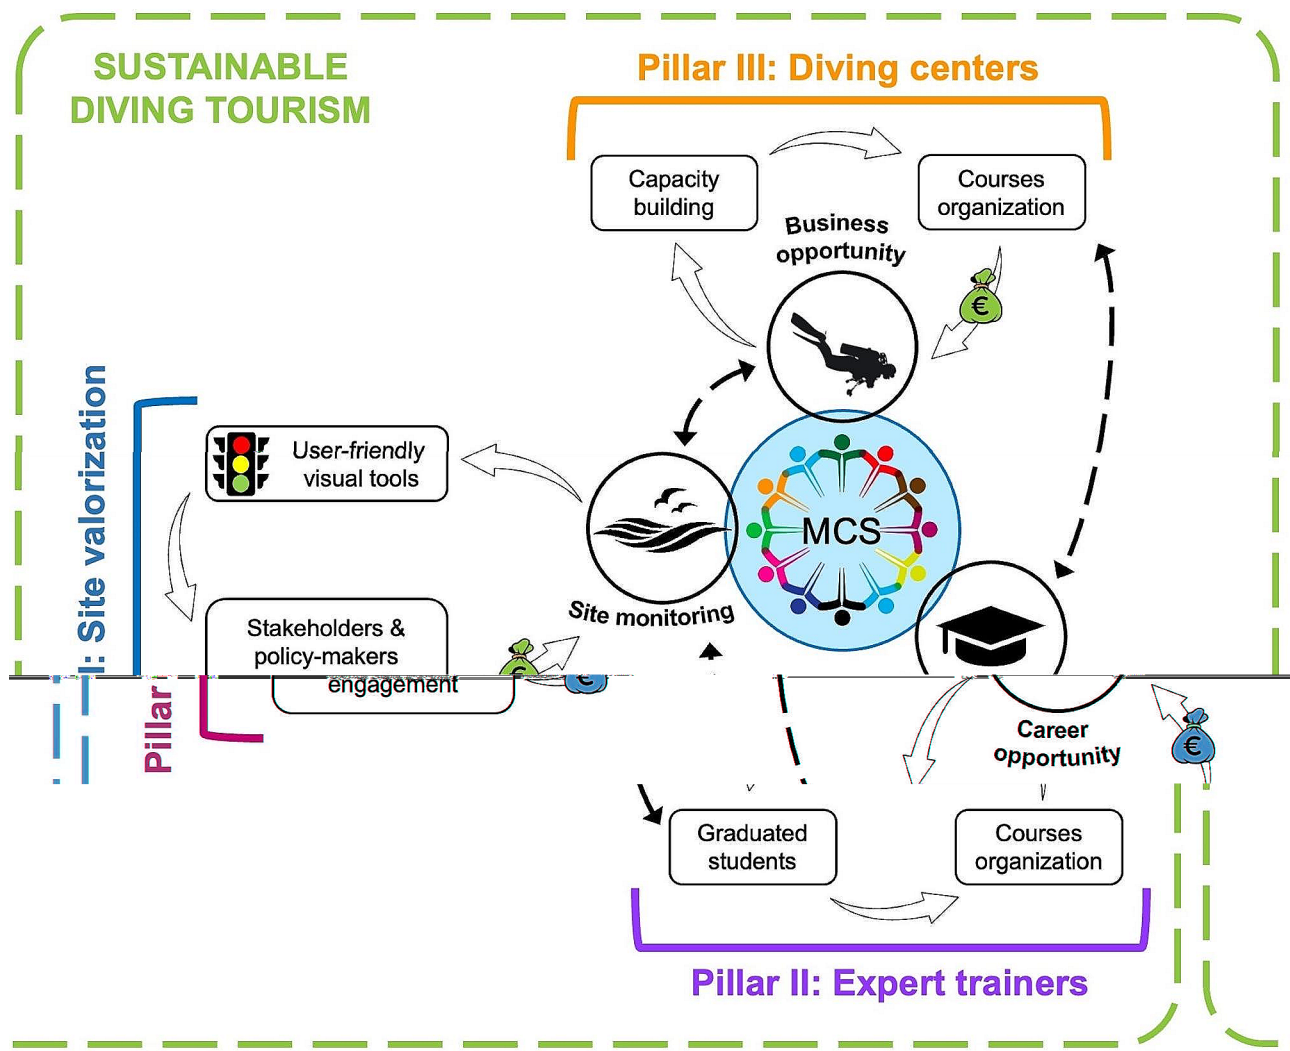 SUSTAINABLE
DIVING TOURISM
Pillar III: Diving centers
Capacity
building
Courses
organization
Business
opportunity
€
Pillar I: Site valorization
User-friendly
visual tools
MCS
Site monitoring
Stakeholders &
policy-makers
engagement
€
€
Career
opportunity
€
Graduated
students
Courses
organization
Pillar II: Expert trainers